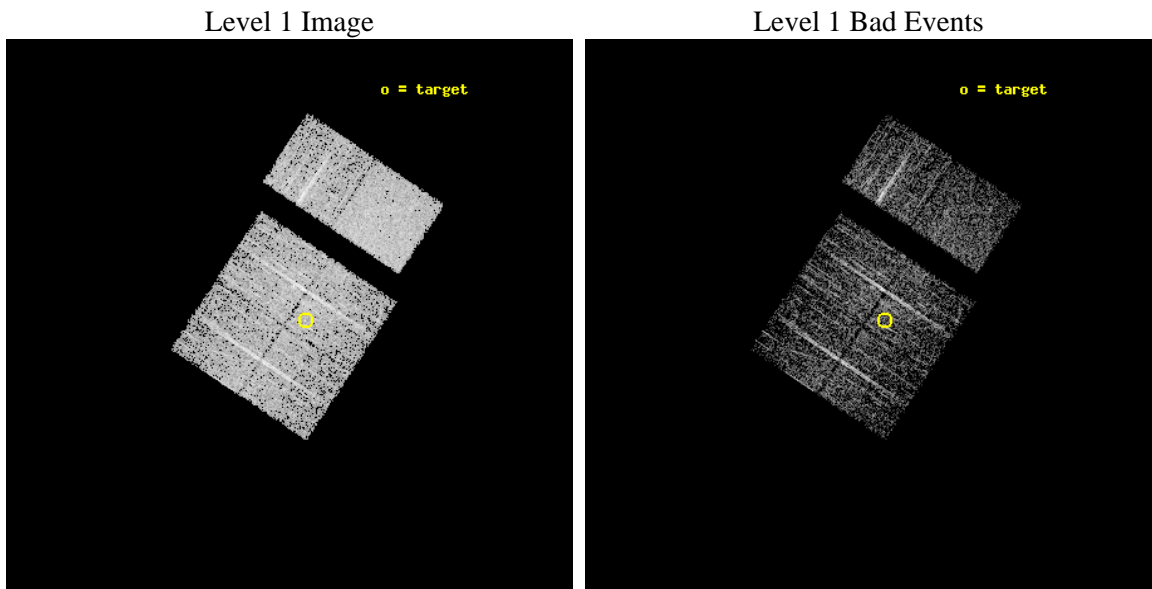 Level 1 Image
Level 1 Bad Events
o = target
o = target